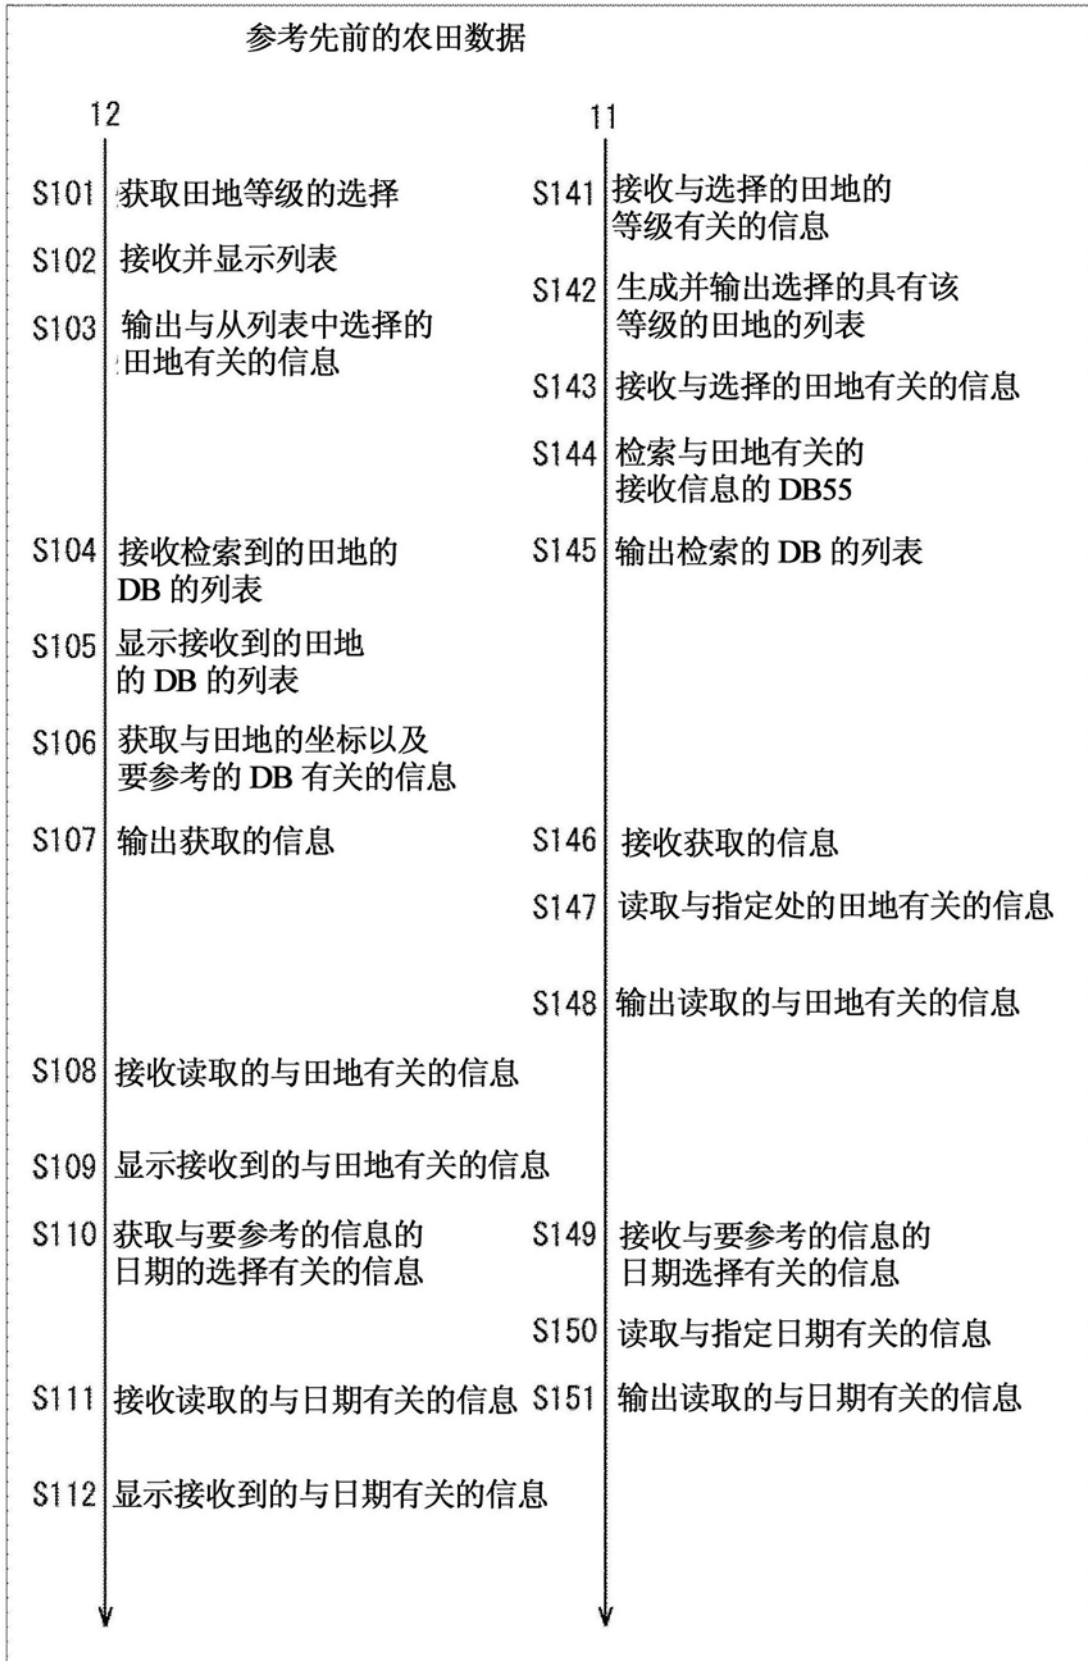 参考先前的农田数据
12
S101 获取田地等级的选择
S102 接收并显示列表
S103 输出与从列表中选择的
田地有关的信息
S104 接收检索到的田地的
DB 的列表
S105 显示接收到的田地
的 DB 的列表
S106 获取与田地的坐标以及
要参考的 DB 有关的信息
S107 输出获取的信息
S108 接收读取的与田地有关的信息
S109 显示接收到的与田地有关的信息
S110 获取与要参考的信息的
日期的选择有关的信息
S111 接收读取的与日期有关的信息
S112 显示接收到的与日期有关的信息
11
S141 接收与选择的田地的
等级有关的信息
S142 生成并输出选择的具有该
等级的田地的列表
S143 接收与选择的田地有关的信息
S144 检索与田地有关的
接收信息的 DB55
S145 输出检索的 DB 的列表
S146 接收获取的信息
S147 读取与指定处的田地有关的信息
S148 输出读取的与田地有关的信息
S149 接收与要参考的信息的
日期选择有关的信息
S150 读取与指定日期有关的信息
S151 输出读取的与日期有关的信息